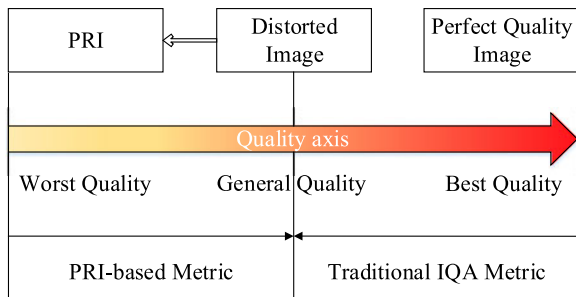 PRI
Distorted
Image
Perfect Quality
Image
Quality axis
Worst Quality
General Quality
Best Quality
PRI-based Metric
Traditional IQA Metric